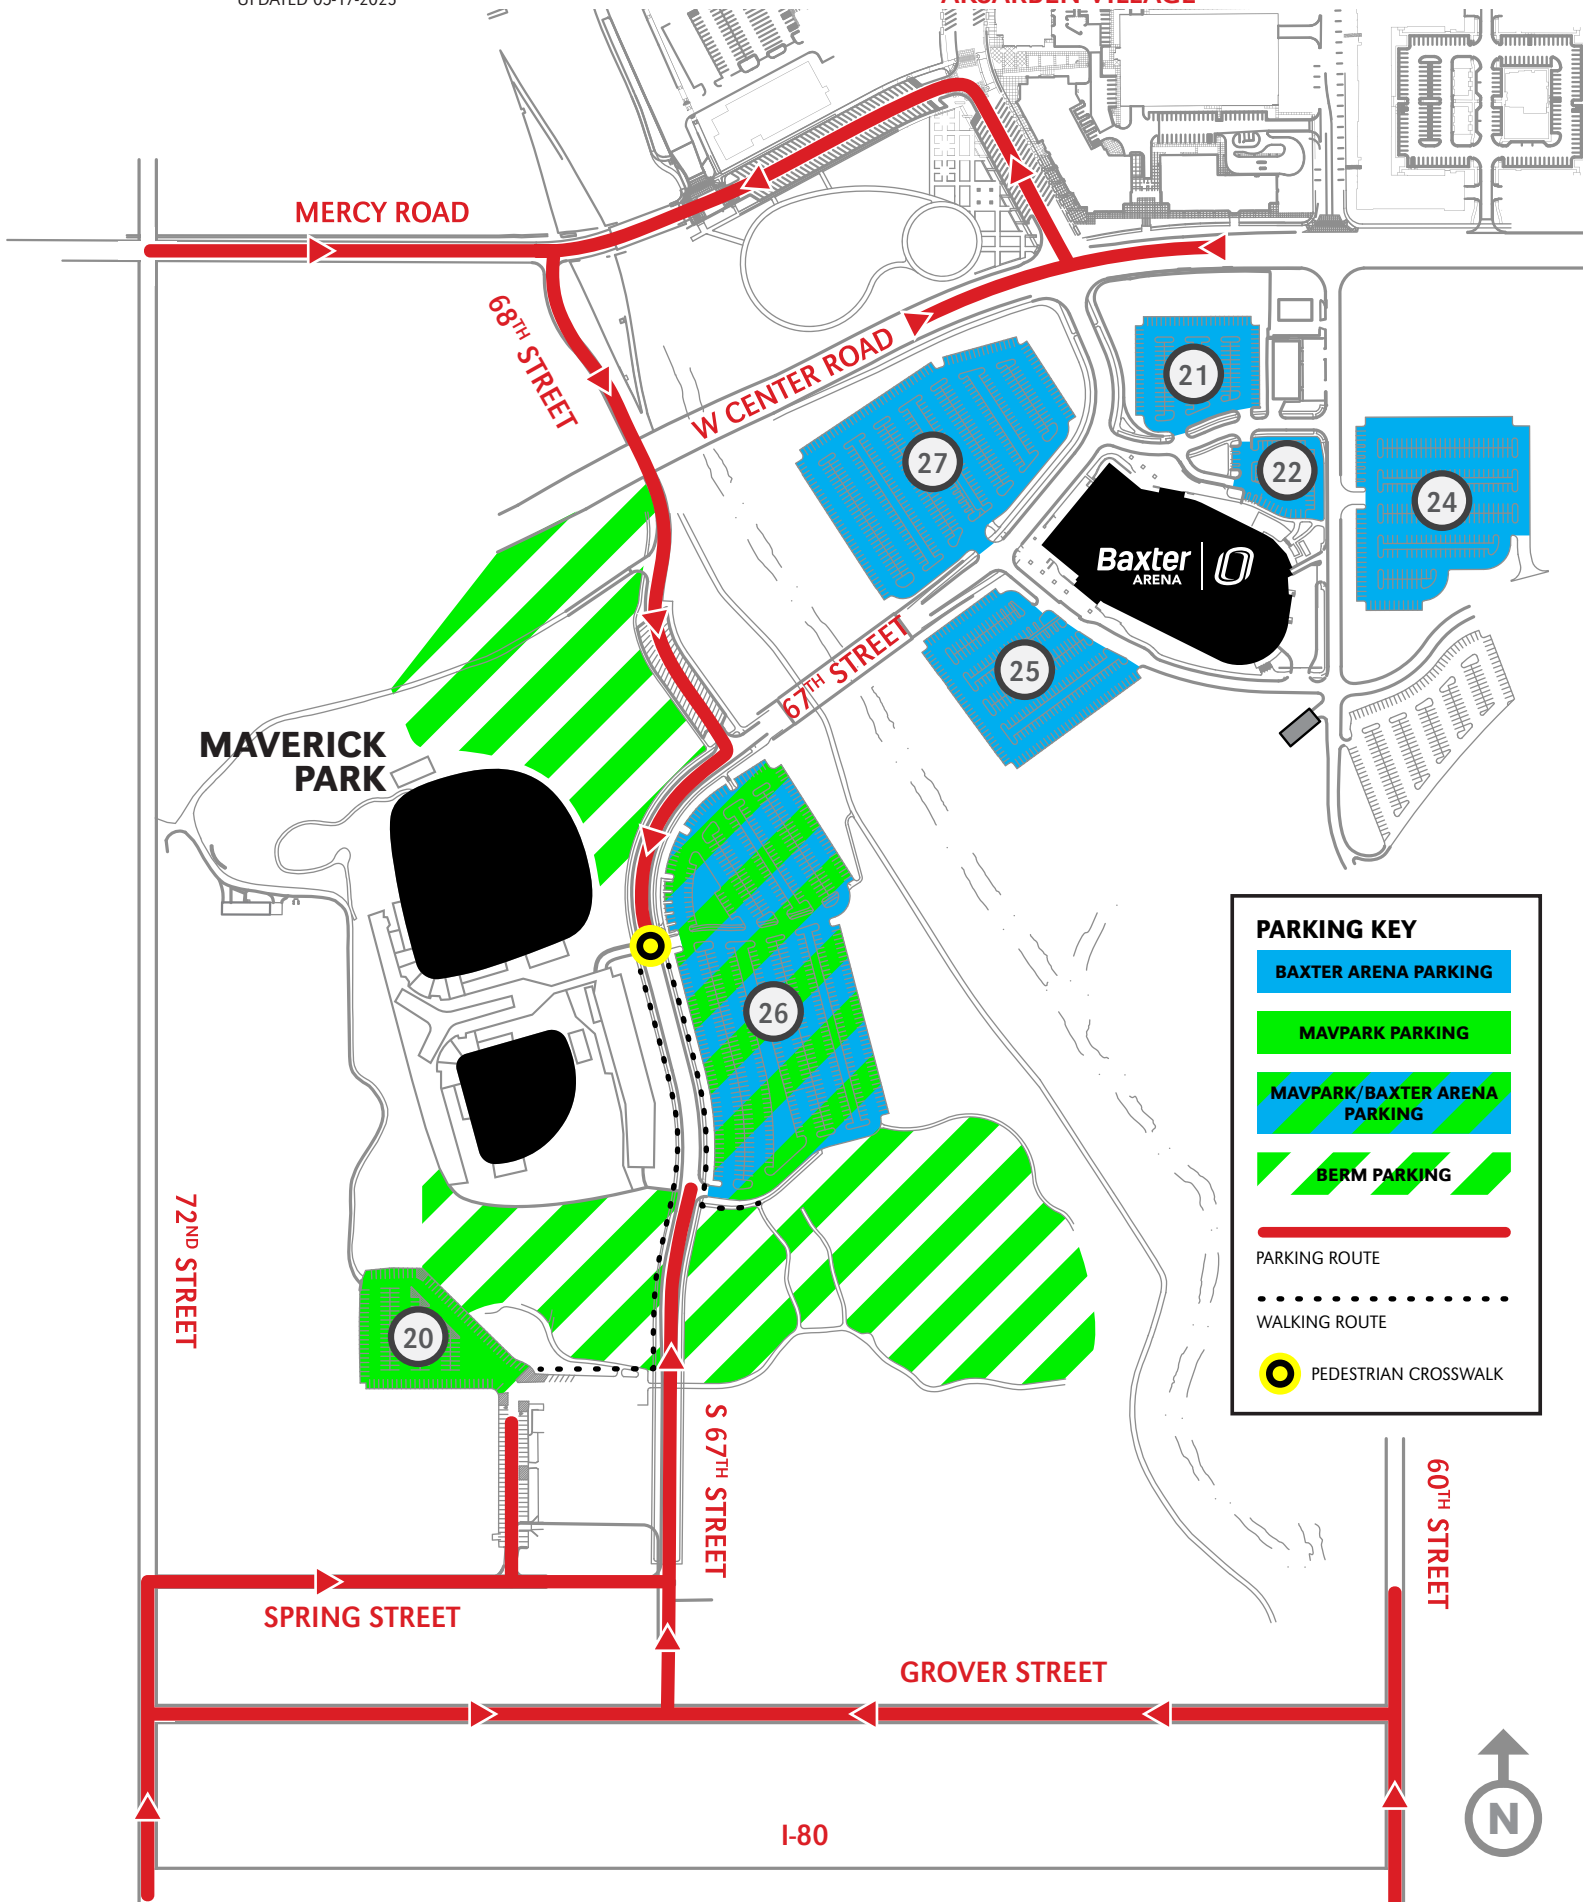 MERCY ROAD
68TH STREET
W CENTER ROAD
21
27
22
24
Baxter
ARENA
67TH STREET
25
MAVERICK
PARK
26
PARKING KEY
BAXTER ARENA PARKING
MAVPARK PARKING
MAVPARK/BAXTER ARENA
PARKING
BERM PARKING
PARKING ROUTE
WALKING ROUTE
PEDESTRIAN CROSSWALK
72ND STREET
20
S 67TH STREET
60TH STREET
SPRING STREET
GROVER STREET
I-80
N